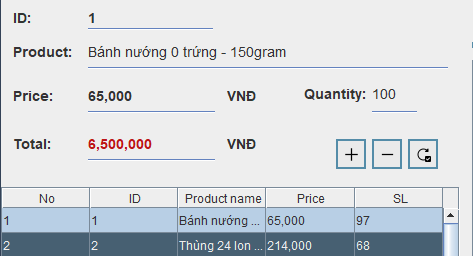 ID: 1
Product: Bánh nướng 0 trứng - 150gram
Price: 65,000 VNĐ Quantity: 100
Total: 6,500,000 VNĐ
No ID Product name Price SL
1 1 Bánh nướng ... 65,000 97
2 2 Thùng 24 lon ... 214,000 68